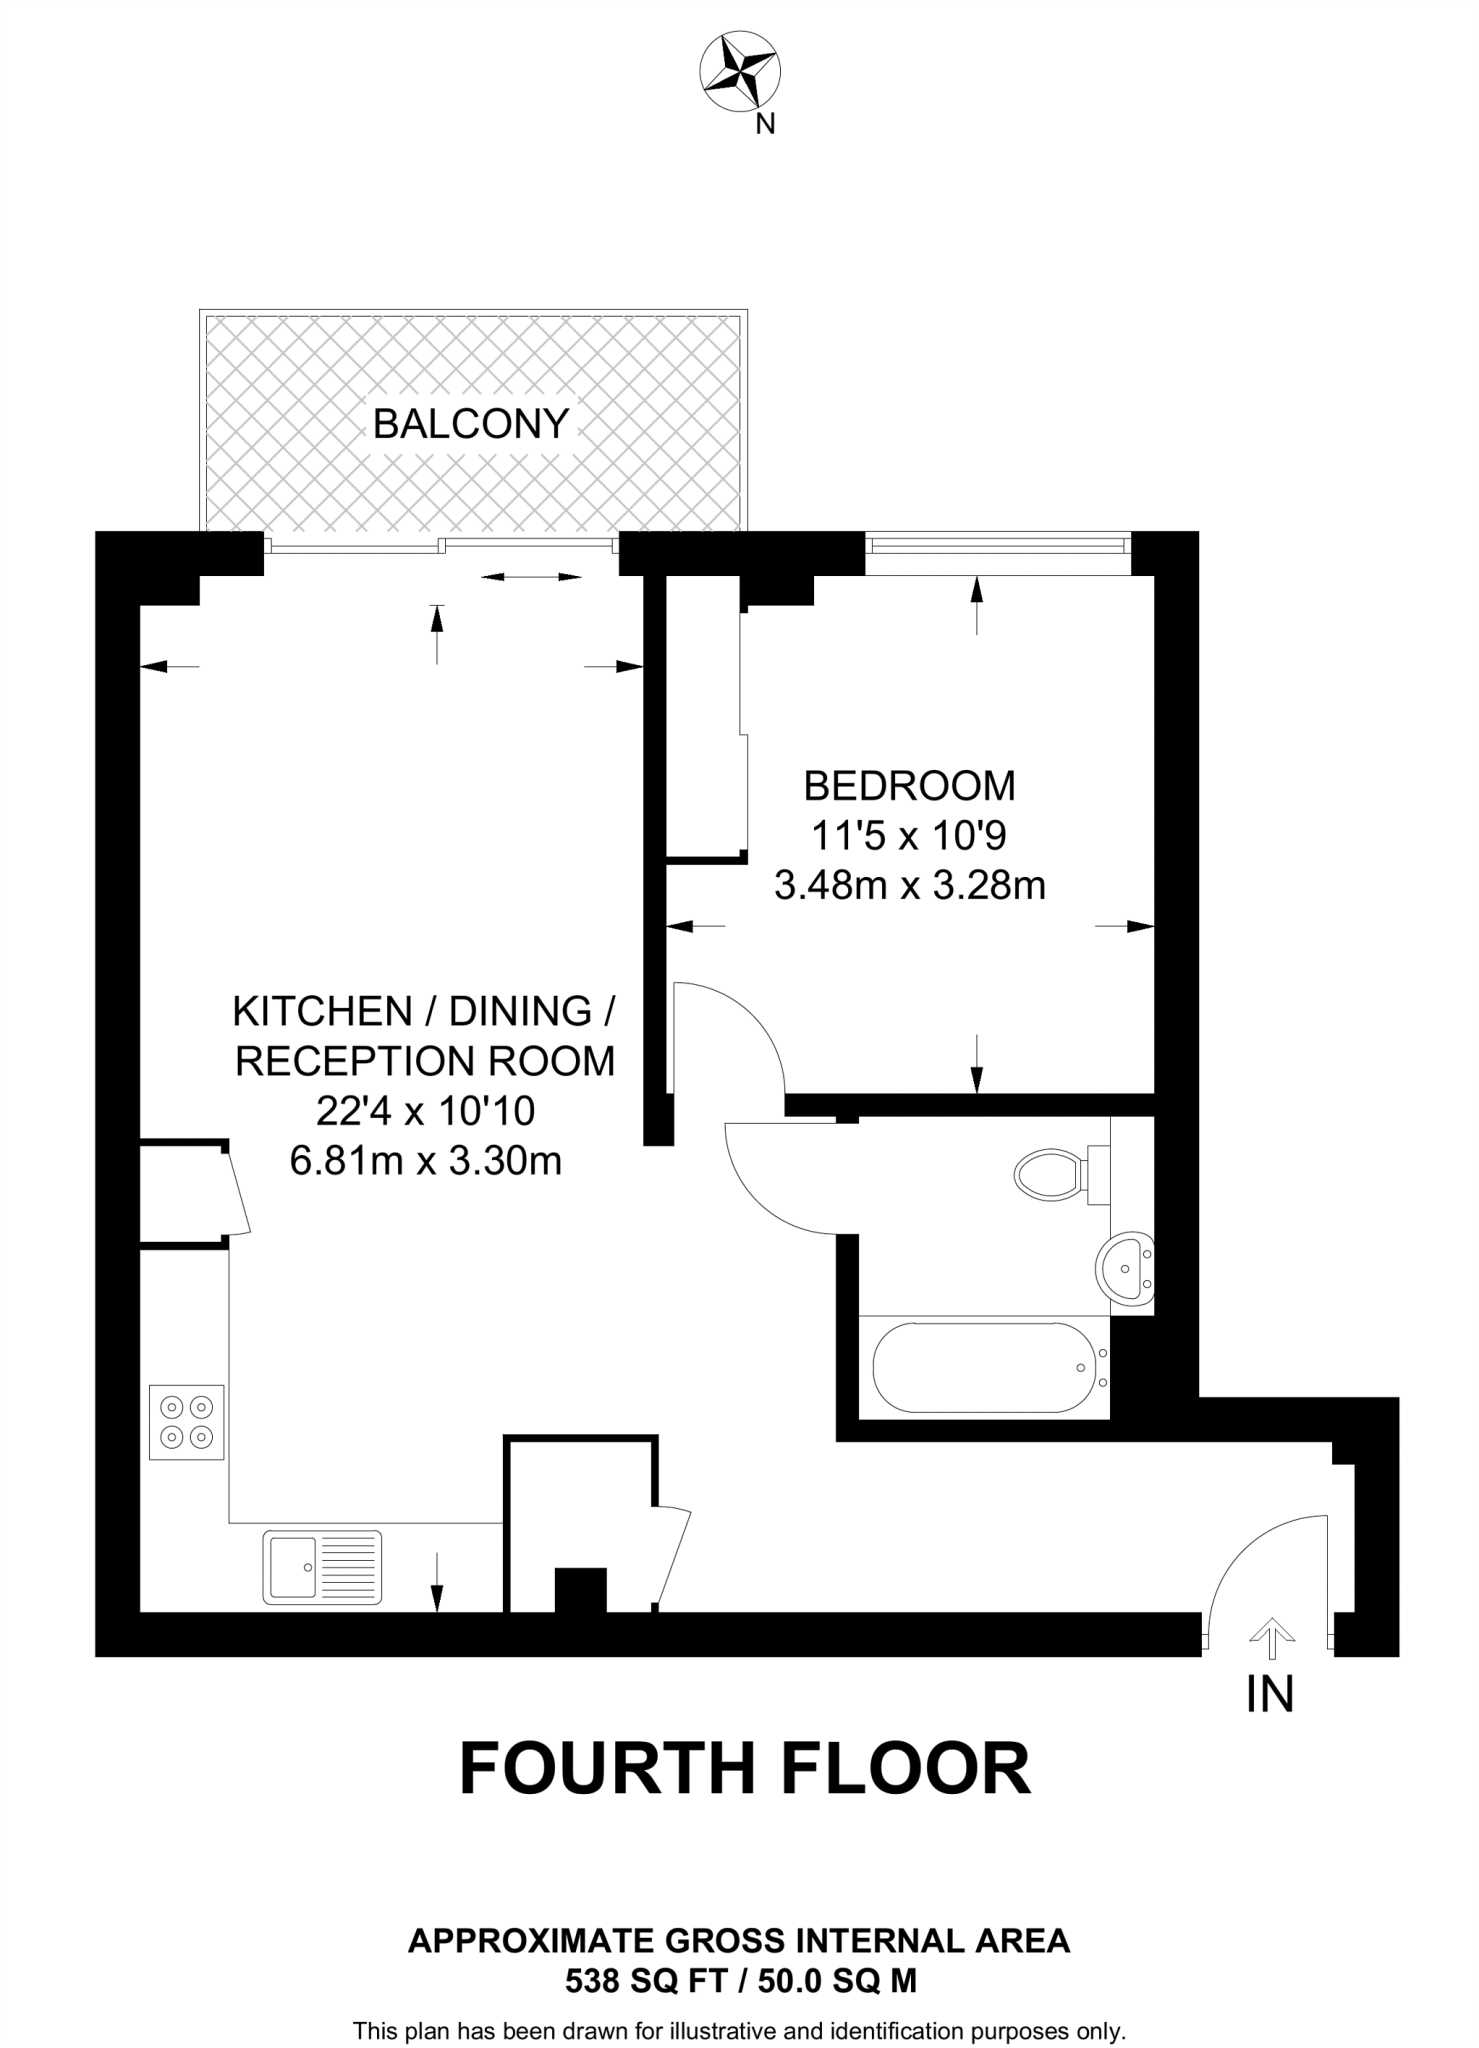 N
BALCONY
BEDROOM
11'5 x 10'9
3.48m x 3.28m
KITCHEN / DINING /
RECEPTION ROOM
22'4 x 10'10
6.81m x 3.30m
IN
FOURTH FLOOR
APPROXIMATE GROSS INTERNAL AREA
538 SQ FT / 50.0 SQ M
This plan has been drawn for illustrative and identification purposes only.